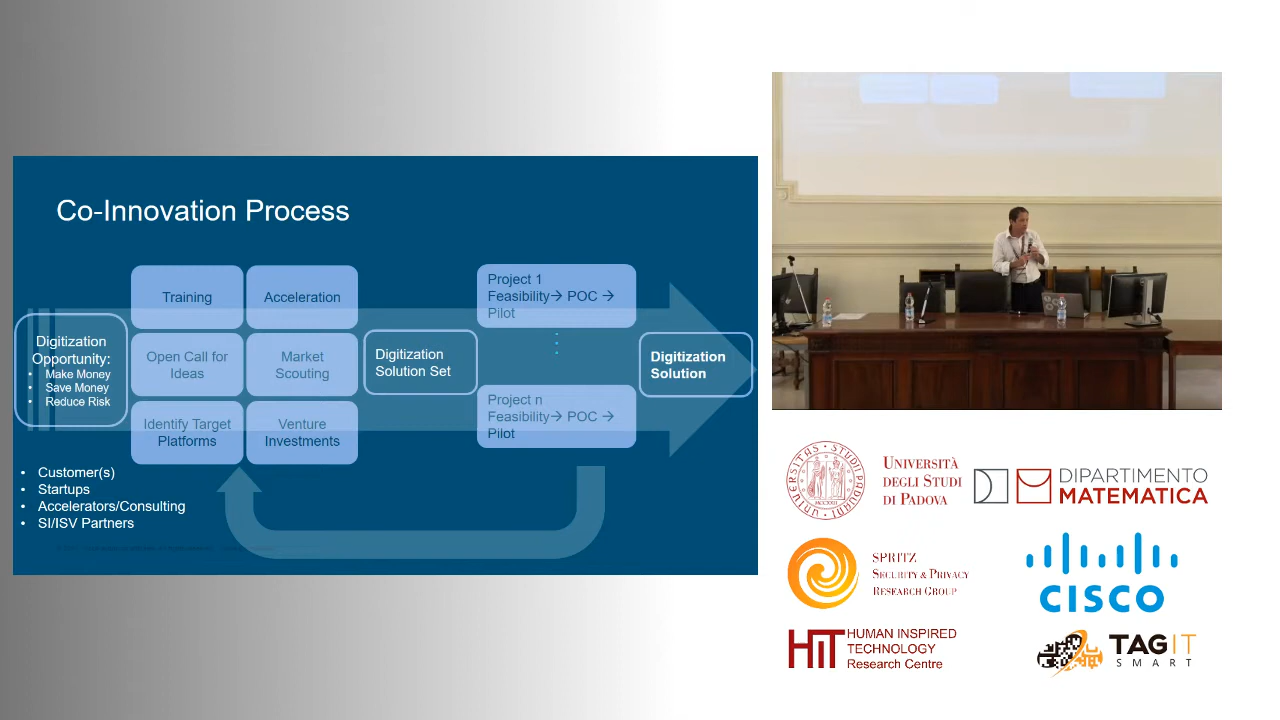 Co-Innovation Process
Digitization
Opportunity:
• Make Money
• Save Money
• Reduce Risk
Training
Acceleration
Open Call for
Ideas
Market
Scouting
Identify Target
Platforms
Venture
Investments
Digitization
Solution Set
Project 1
Feasibility→ POC →
Pilot
Project n
Feasibility→ POC →
Pilot
Digitization
Solution
• Customer(s)
• Startups
• Accelerators/Consulting
• SI/ISV Partners
UNIVERSITÀ
DEGLI STUDI
DI PADOVA
DIPARTIMENTO
MATEMATICA
SPRITZ
SECURITY & PRIVACY
RESEARCH GROUP
CISCO
HIT
HUMAN INSPIRED
TECHNOLOGY
Research Centre
TAGIT
SMART